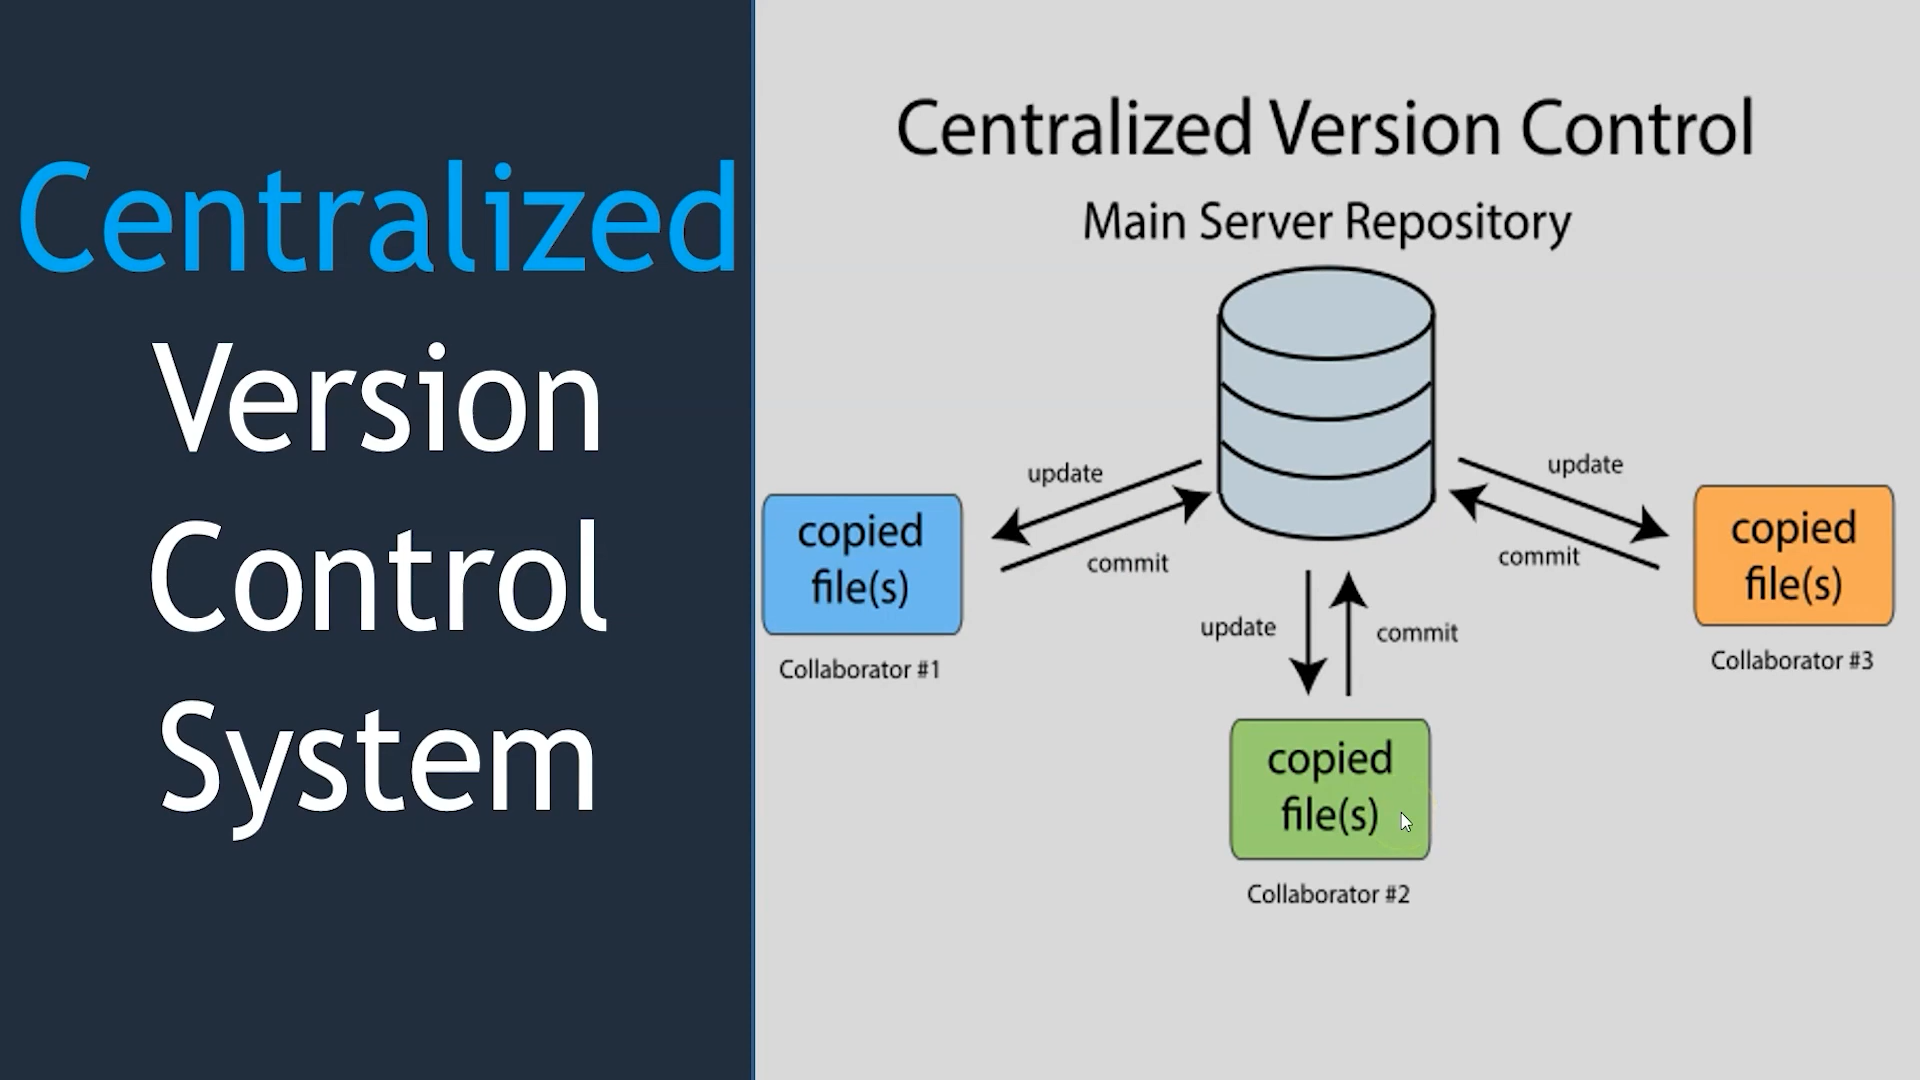 Centralized
Version
Control
System
Centralized Version Control
Main Server Repository
update
commit
copied
file(s)
Collaborator #1
update
commit
copied
file(s)
Collaborator #2
update
commit
copied
file(s)
Collaborator #3